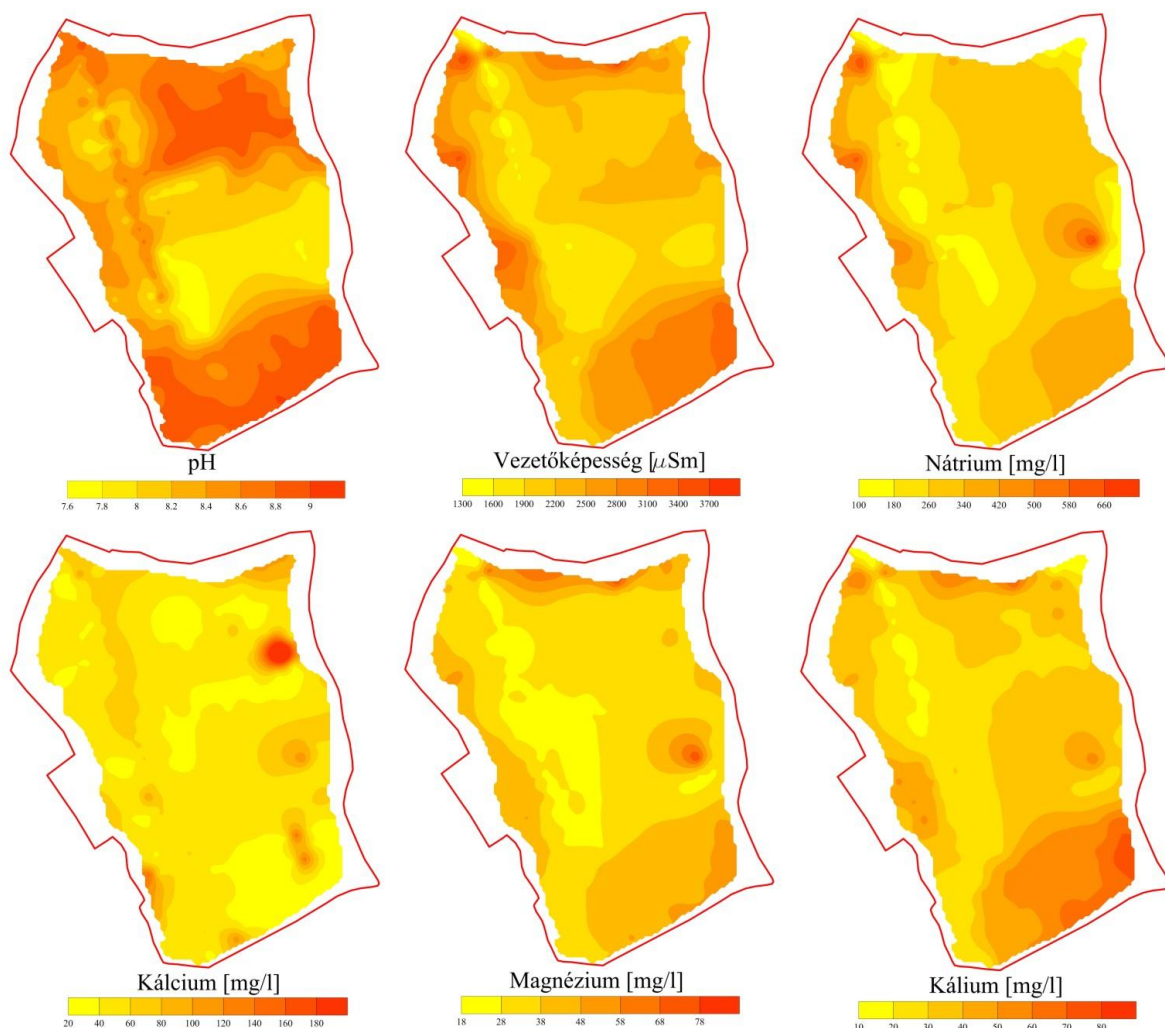 pH
7.6 7.8 8 8.2 8.4 8.6 8.8 9
Vezetőképesség [μSm]
1300 1600 1900 2200 2500 2800 3100 3400 3700
Nátrium [mg/l]
100 180 260 340 420 500 580 660
Kálcium [mg/l]
20 40 60 80 100 120 140 160 180
Magnézium [mg/l]
18 28 38 48 58 68 78
Kálium [mg/l]
10 20 30 40 50 60 70 80